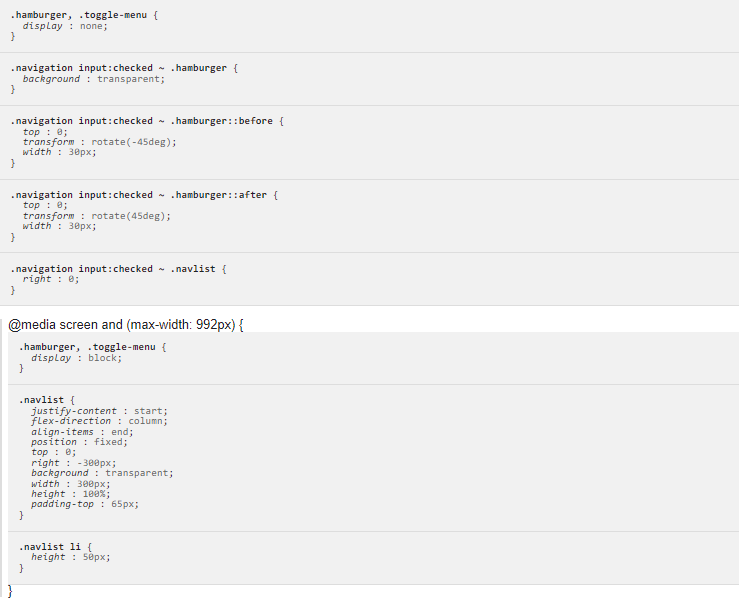 .hamburger, .toggle-menu {
display : none;
}
.navigation input:checked ~ .hamburger {
background : transparent;
}
.navigation input:checked ~ .hamburger::before {
top : 0;
transform : rotate(-45deg);
width : 30px;
}
.navigation input:checked ~ .hamburger::after {
top : 0;
transform : rotate(45deg);
width : 30px;
}
.navigation input:checked ~ .navlist {
right : 0;
}
@media screen and (max-width: 992px) {
.hamburger, .toggle-menu {
display : block;
}
.navlist {
justify-content : start;
flex-direction : column;
align-items : end;
position : fixed;
top : 0;
right : -300px;
background : transparent;
width : 300px;
height : 100%;
padding-top : 65px;
}
.navlist li {
height : 50px;
}
}